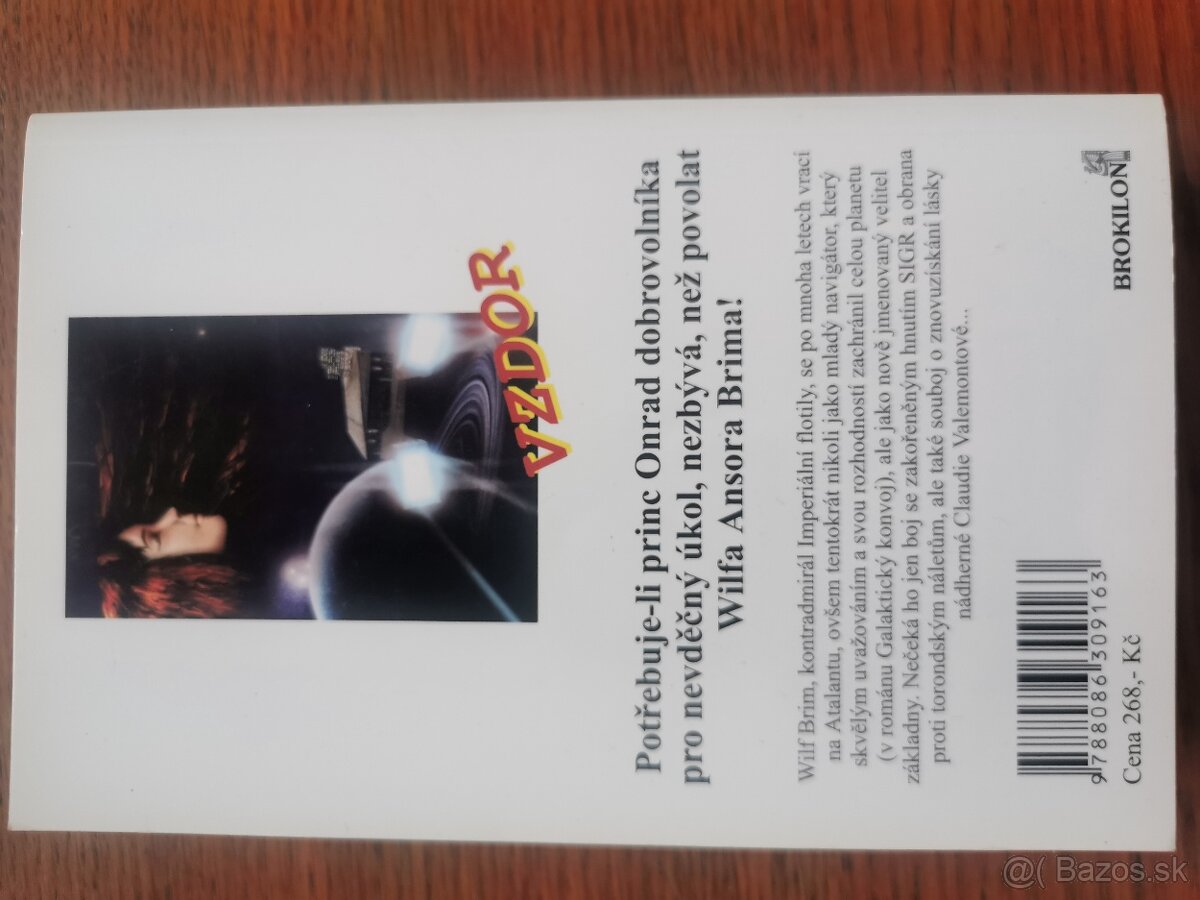 VZDOR
Potřebuje-li princ Onrad dobrovolníka
pro nevděčný úkol, nezbývá, než povolat
Wilfa Ansora Brima!
Wilf Brim, kontradmirál Imperiální flotily, se po mnoha letech vrací
na Atalantu, ovšem tentokrát nikoli jako mladý navigátor, který
skvělým uvažováním a svou rozhodností zachránil celou planetu
(v románu Galaktický konvoj), ale jako nově jmenovaný velitel
základny. Nečeká ho jen boj se zakořeněným hnutím SIGR a obrana
proti torondským náletům, ale také souboj o znovuzískání lásky
nádherné Claudie Valemontové...
9788086309163
Cena 268,- Kč
BROKILON
@( Bazos.sk